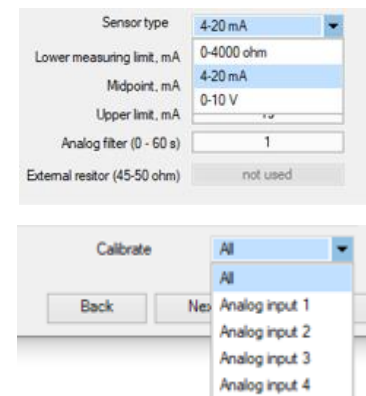 Sensor type 4-20 mA
0-4000 ohm
Lower measuring limit, mA
4-20 mA
Midpoint, mA
0-10 V
Upper limit, mA
Analog filter (0 - 60 s) 1
External resitor (45-50 ohm) not used
Calibrate All
All
Back
Analog input 1
Analog input 2
Analog input 3
Analog input 4